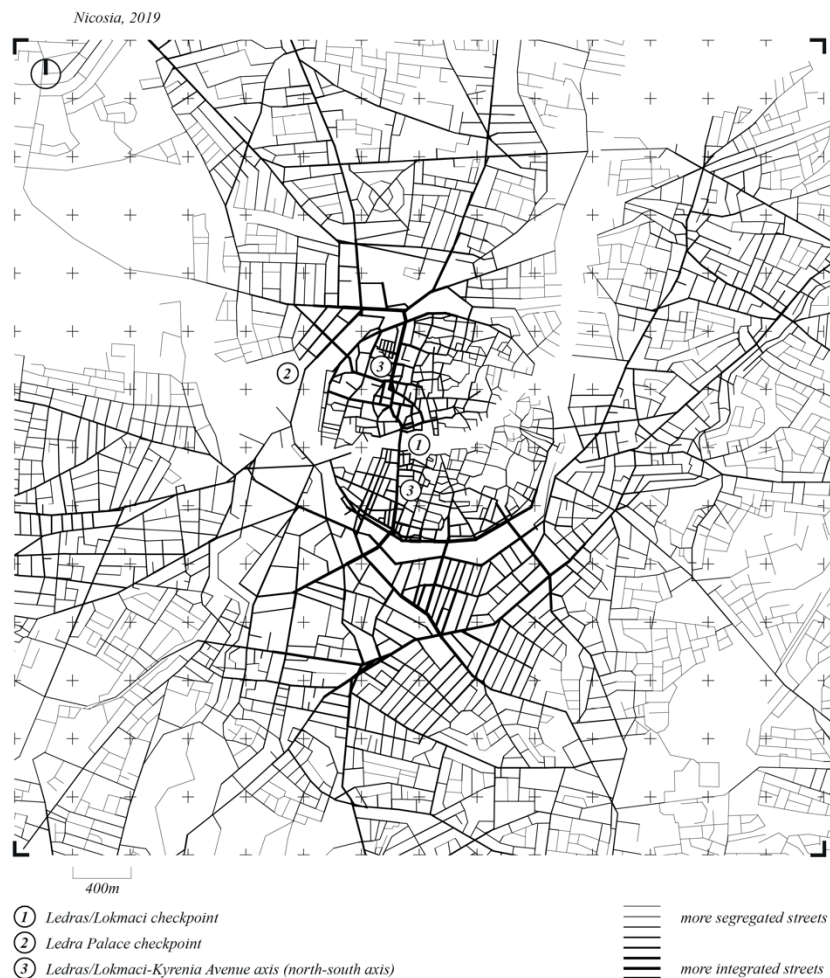 Nicosia, 2019
2
3
1
3
400m
1 Ledras/Lokmaci checkpoint
2 Ledra Palace checkpoint
3 Ledras/Lokmaci-Kyrenia Avenue axis (north-south axis)
more segregated streets
more integrated streets